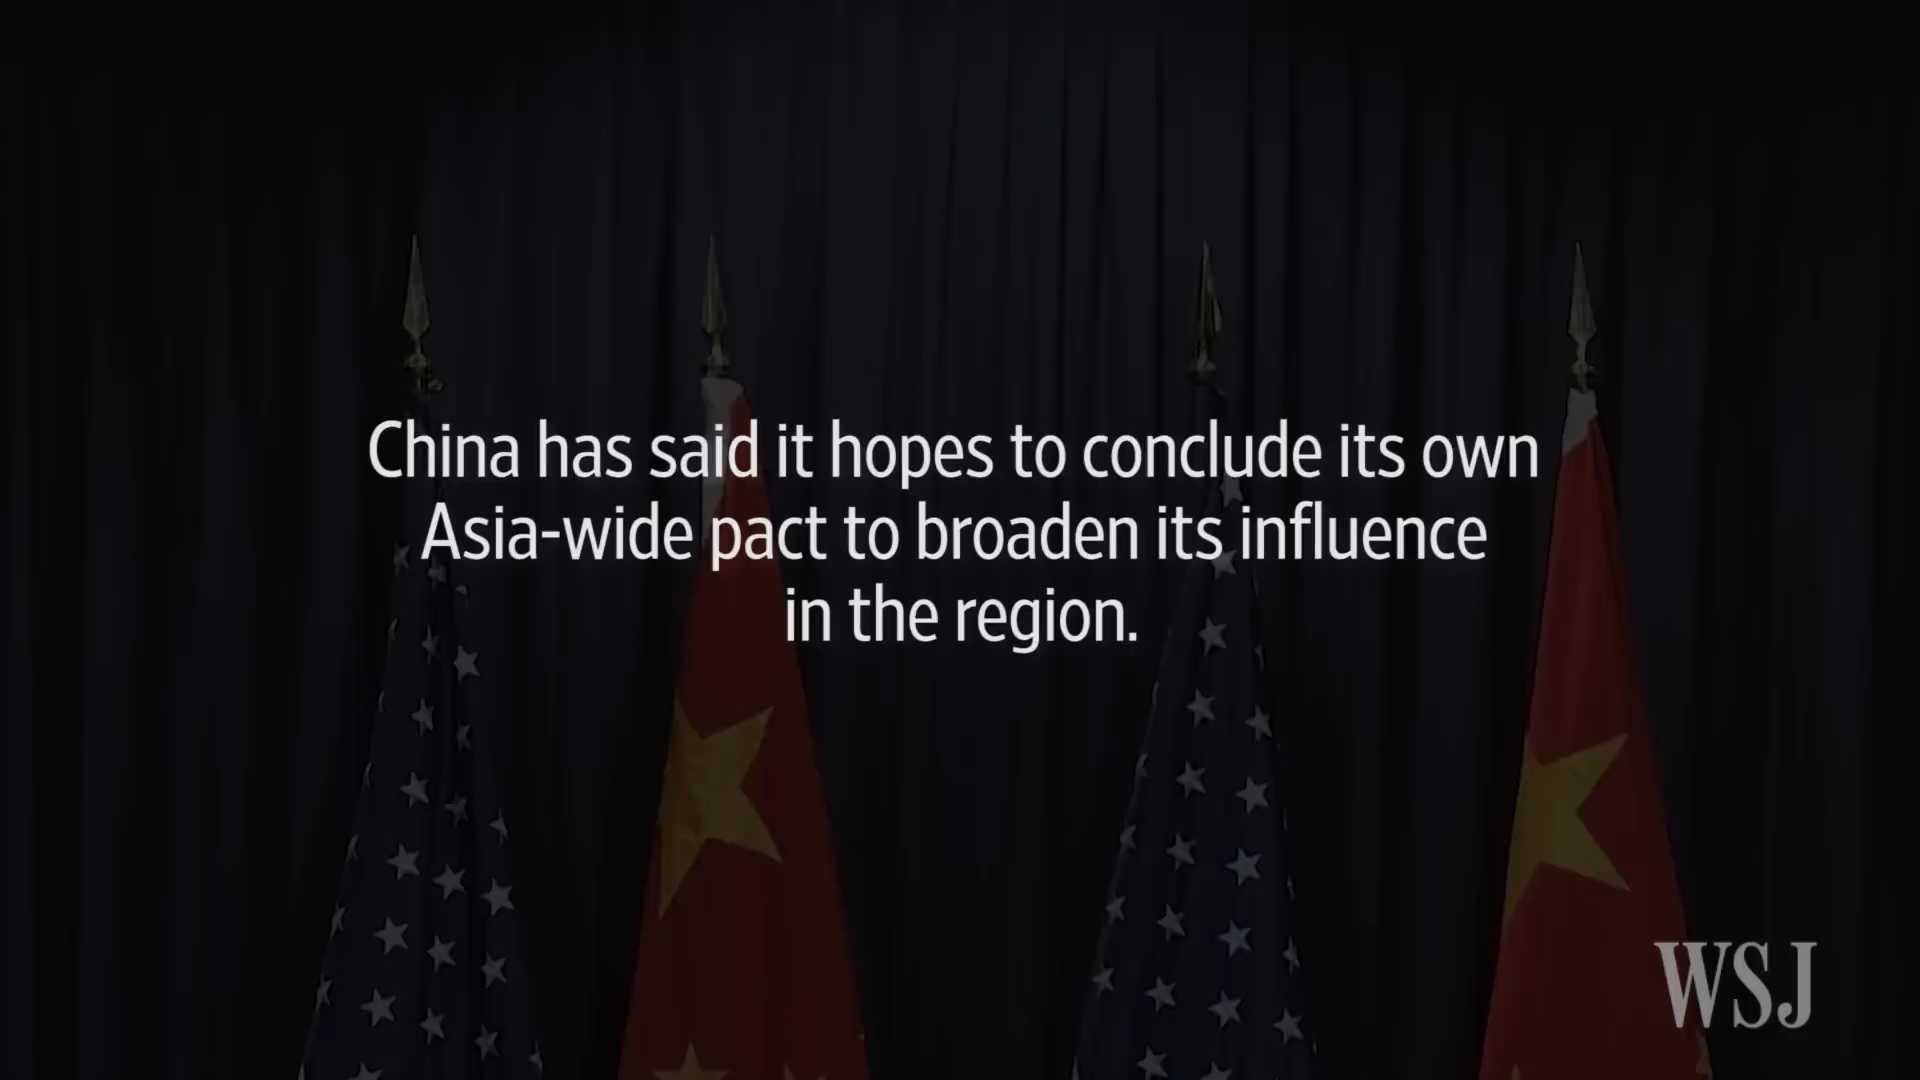 China has said it hopes to conclude its own
Asia-wide pact to broaden its influence
in the region.
WSJ